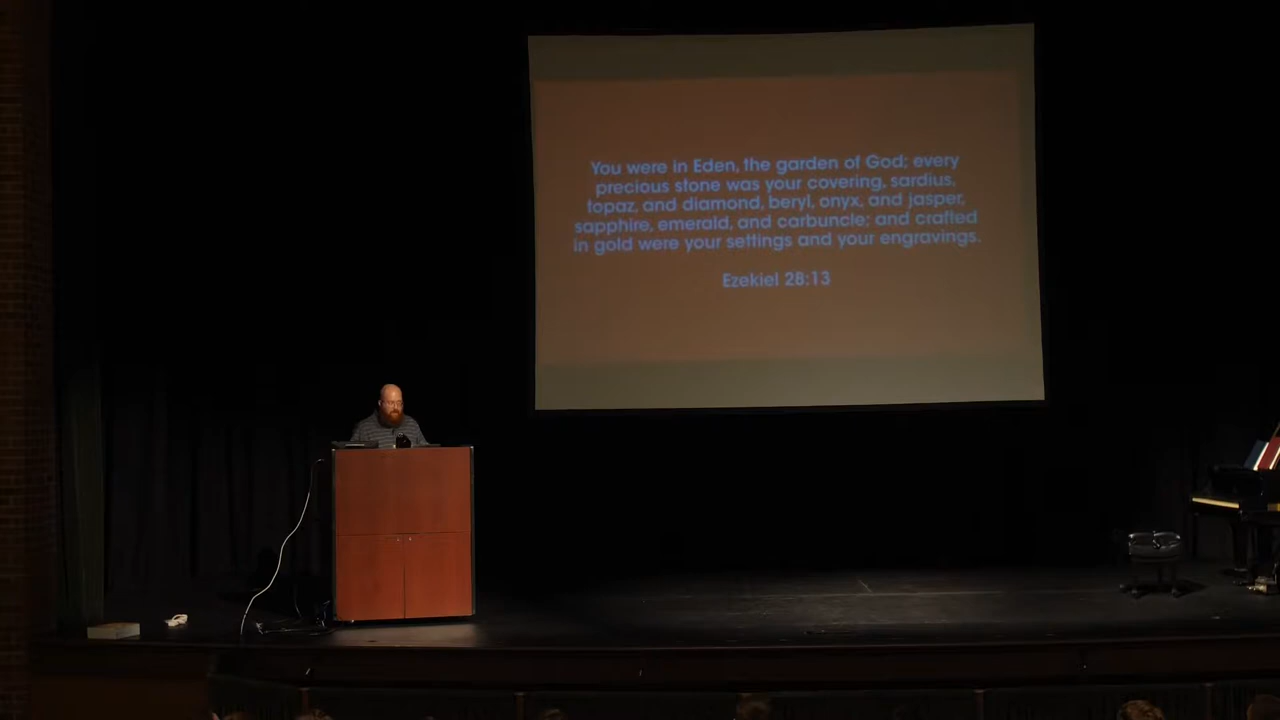 You were in Eden, the garden of God; every
precious stone was your covering, sardius,
topaz, and diamond, beryl, onyx, and jasper,
sapphire, emerald, and carbuncle; and crafted
in gold were your settings and your engravings.
Ezekiel 28:13